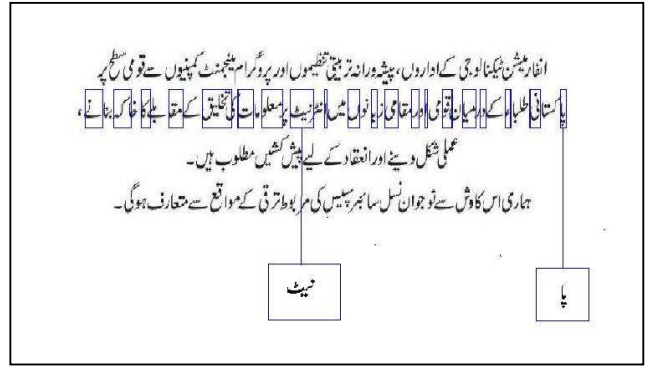 انفارمیشن ٹیکنالوجی کے اداروں، پیشہ ورانہ تربیتی تنظیموں اور پروگرام مینجمنٹ کمپنیوں سے قومی سطح پر
پاکستانی طلباء کے درمیان قومی اور مقامی زبانوں میں انٹرنیٹ پر معلومات کی تخلیق کے مقابلے کا خاکہ بنانے،
عملی شکل دینے اور انعقاد کے لیے پیش کشیں مطلوب ہیں۔
ہماری اس کاوش سے نوجوان نسل سائبر سپیس کی مربوط ترقی کے مواقع سے متعارف ہوگی۔
نیٹ
پا